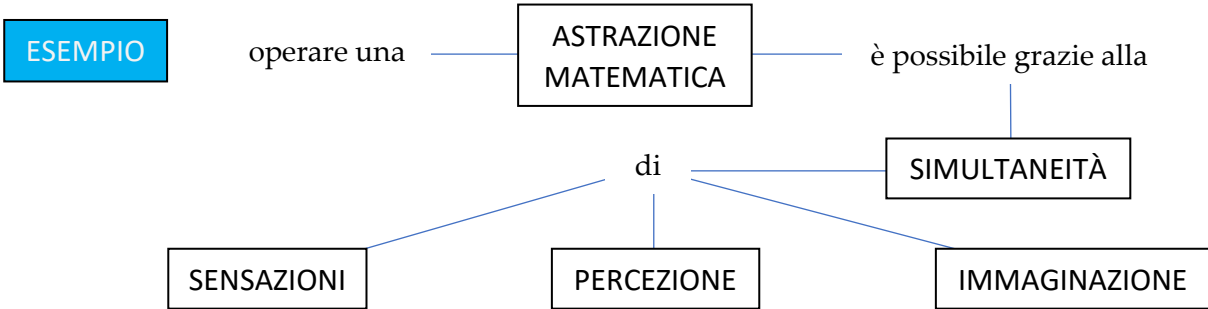 ESEMPIO
operare una
ASTRAZIONE
MATEMATICA
è possibile grazie alla
SIMULTANEITÀ
di
SENSAZIONI
PERCEZIONE
IMMAGINAZIONE